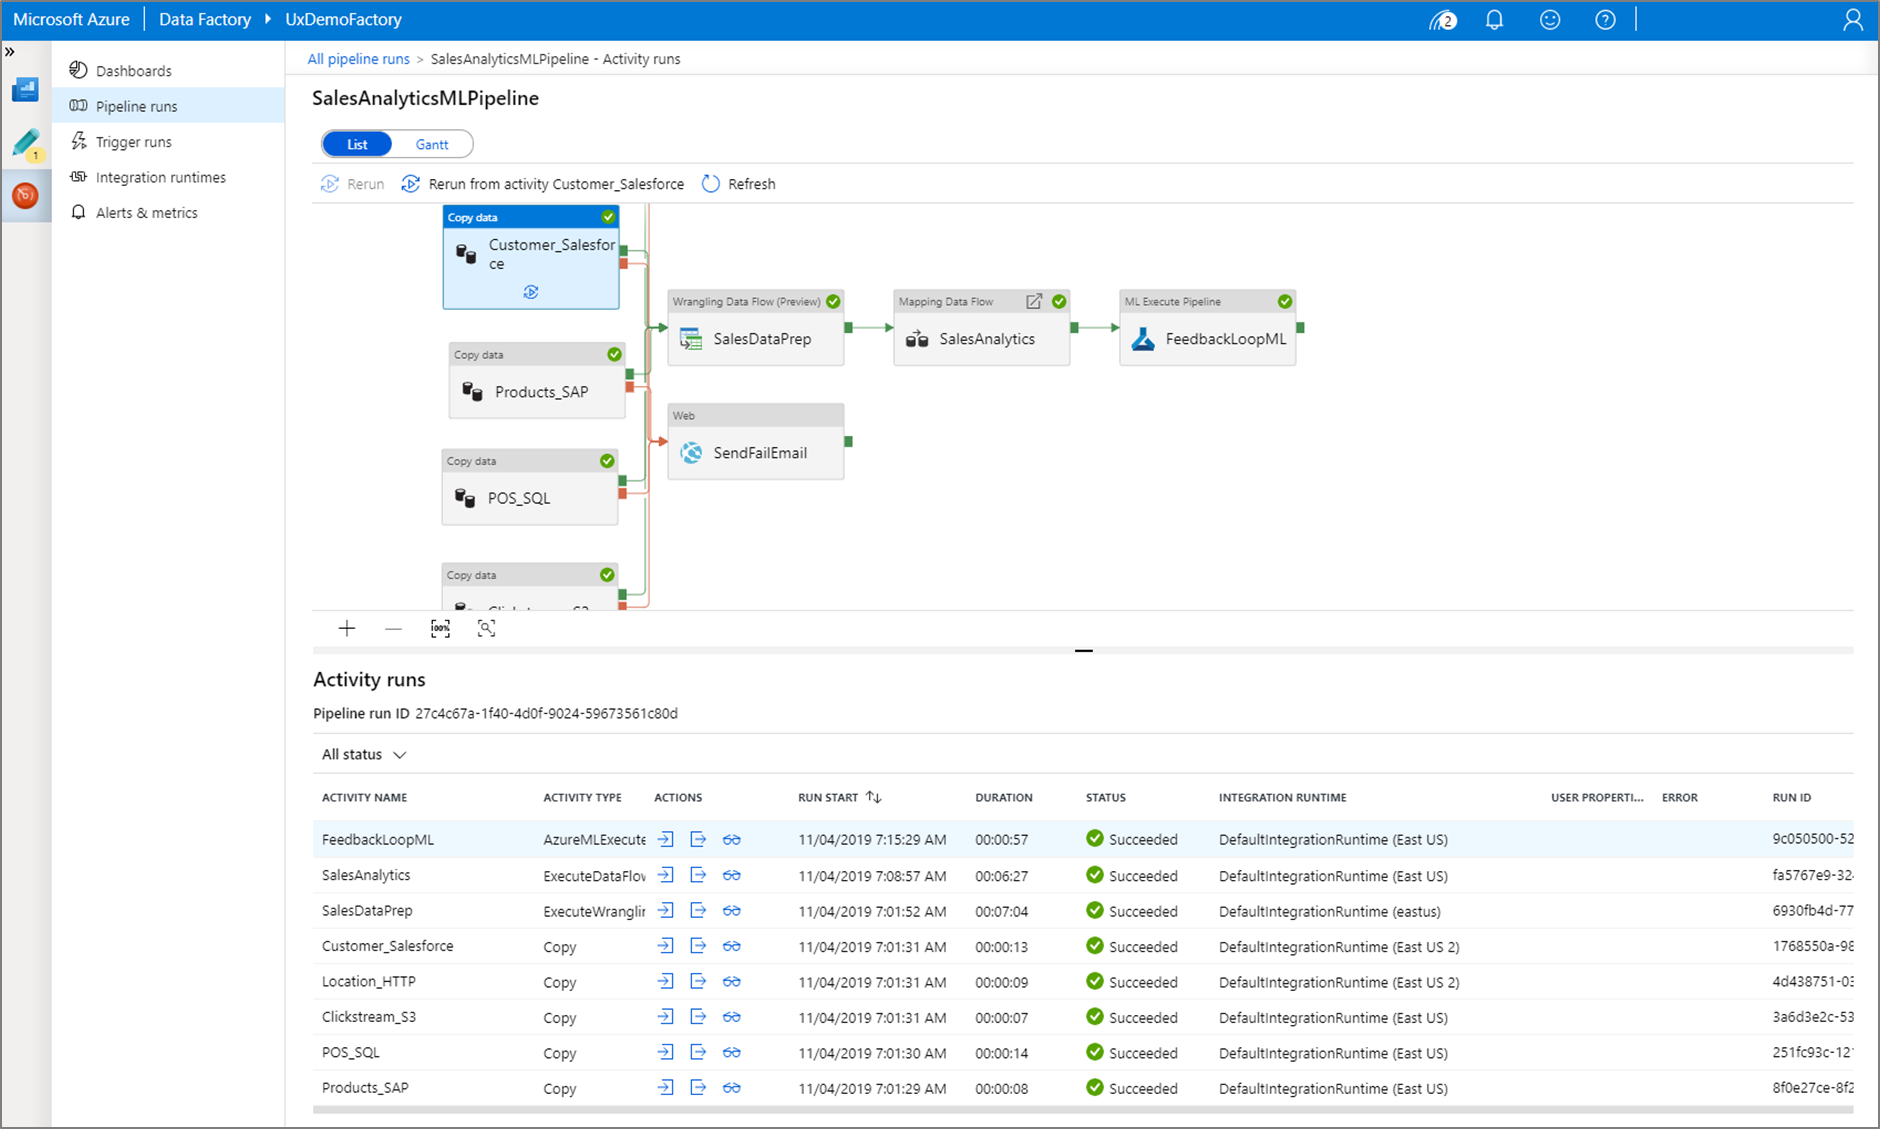 Microsoft Azure
Data Factory
UxDemoFactory
2
Dashboards
Pipeline runs
Trigger runs
Integration runtimes
Alerts & metrics
1
All pipeline runs > SalesAnalyticsMLPipeline - Activity runs
SalesAnalyticsMLPipeline
List
Gantt
Rerun
Rerun from activity Customer_Salesforce
Refresh
Copy data
Customer_Salesfor
ce
Copy data
Products_SAP
Copy data
POS_SQL
Copy data
Wrangling Data Flow (Preview)
SalesDataPrep
Mapping Data Flow
SalesAnalytics
ML Execute Pipeline
FeedbackLoopML
Web
SendFailEmail
100%
Activity runs
Pipeline run ID 27c4c67a-1f40-4d0f-9024-59673561c80d
All status
ACTIVITY NAME ACTIVITY TYPE ACTIONS RUN START DURATION STATUS INTEGRATION RUNTIME USER PROPERTI... ERROR RUN ID
FeedbackLoopML AzureMLExecute 11/04/2019 7:15:29 AM 00:00:57 Succeeded DefaultIntegrationRuntime (East US) 9c050500-52
SalesAnalytics ExecuteDataFlow 11/04/2019 7:08:57 AM 00:06:27 Succeeded DefaultIntegrationRuntime (East US) fa5767e9-324
SalesDataPrep ExecuteWranglin 11/04/2019 7:01:52 AM 00:07:04 Succeeded DefaultIntegrationRuntime (eastus) 6930fb4d-77
Customer_Salesforce Copy 11/04/2019 7:01:31 AM 00:00:13 Succeeded DefaultIntegrationRuntime (East US 2) 1768550a-98
Location_HTTP Copy 11/04/2019 7:01:31 AM 00:00:09 Succeeded DefaultIntegrationRuntime (East US 2) 4d438751-03
Clickstream_S3 Copy 11/04/2019 7:01:31 AM 00:00:07 Succeeded DefaultIntegrationRuntime (East US) 3a6d3e2c-53
POS_SQL Copy 11/04/2019 7:01:30 AM 00:00:14 Succeeded DefaultIntegrationRuntime (East US) 251fc93c-121
Products_SAP Copy 11/04/2019 7:01:29 AM 00:00:08 Succeeded DefaultIntegrationRuntime (East US) 8f0e27ce-8f2